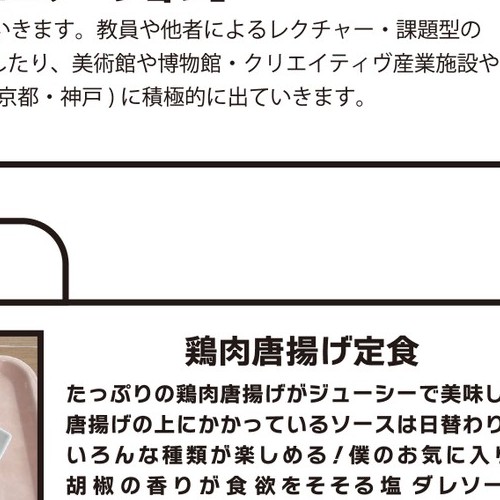 いきます。教員や他者によるレクチャー・課題型の
したり、美術館や博物館・クリエイティヴ産業施設や
京都・神戸)に積極的に出ていきます。
鶏肉唐揚げ定食
たっぷりの鶏肉唐揚げがジューシーで美味し
唐揚げの上にかかっているソースは日替わり
いろんな種類が楽しめる!僕のお気に入り
胡椒の香りが食欲をそそる塩ダレソー